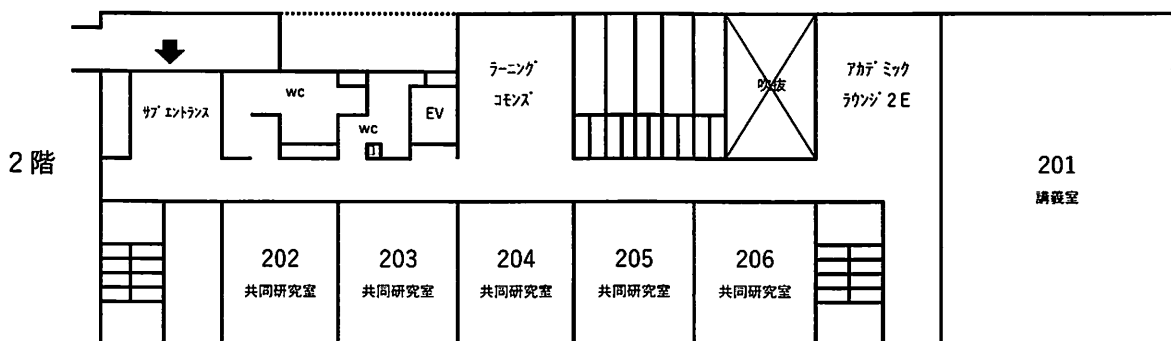 2階
サブエントランス
WC
WC
EV
ラーニング
コモンズ
吹抜
アカデミック
ラウンジ2E
201
講義室
202
共同研究室
203
共同研究室
204
共同研究室
205
共同研究室
206
共同研究室